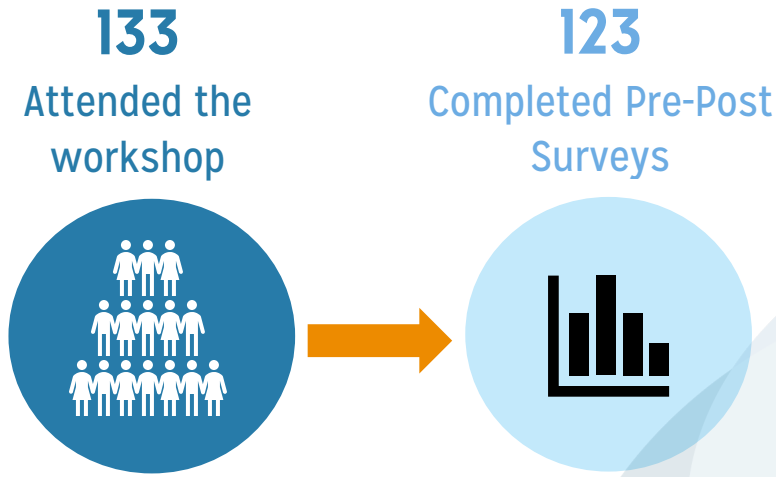 133
Attended the
workshop
123
Completed Pre-Post
Surveys